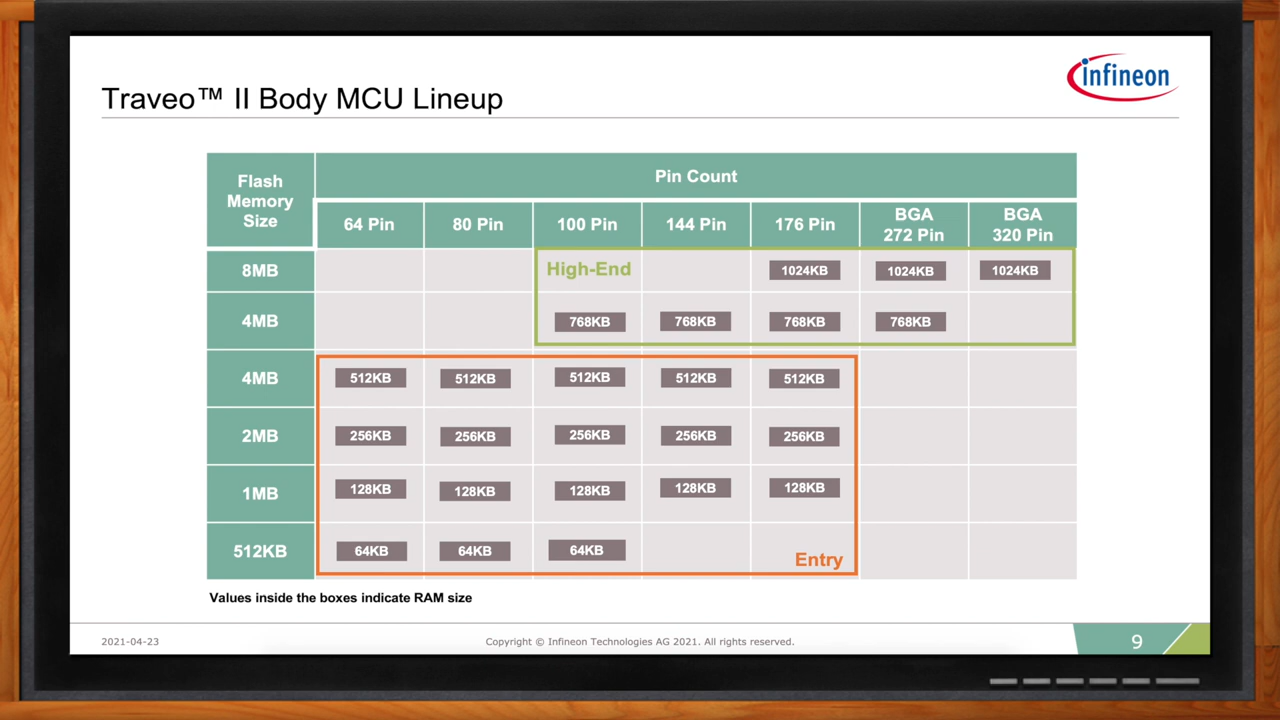 infineon
Traveo™ II Body MCU Lineup
Flash
Memory
Size
Pin Count
64 Pin
80 Pin
100 Pin
144 Pin
176 Pin
BGA
272 Pin
BGA
320 Pin
8MB
High-End
1024KB
1024KB
1024KB
4MB
768KB
768KB
768KB
768KB
4MB
512KB
512KB
512KB
512KB
512KB
2MB
256KB
256KB
256KB
256KB
256KB
1MB
128KB
128KB
128KB
128KB
128KB
512KB
64KB
64KB
64KB
Entry
Values inside the boxes indicate RAM size
2021-04-23
Copyright © Infineon Technologies AG 2021. All rights reserved.
9